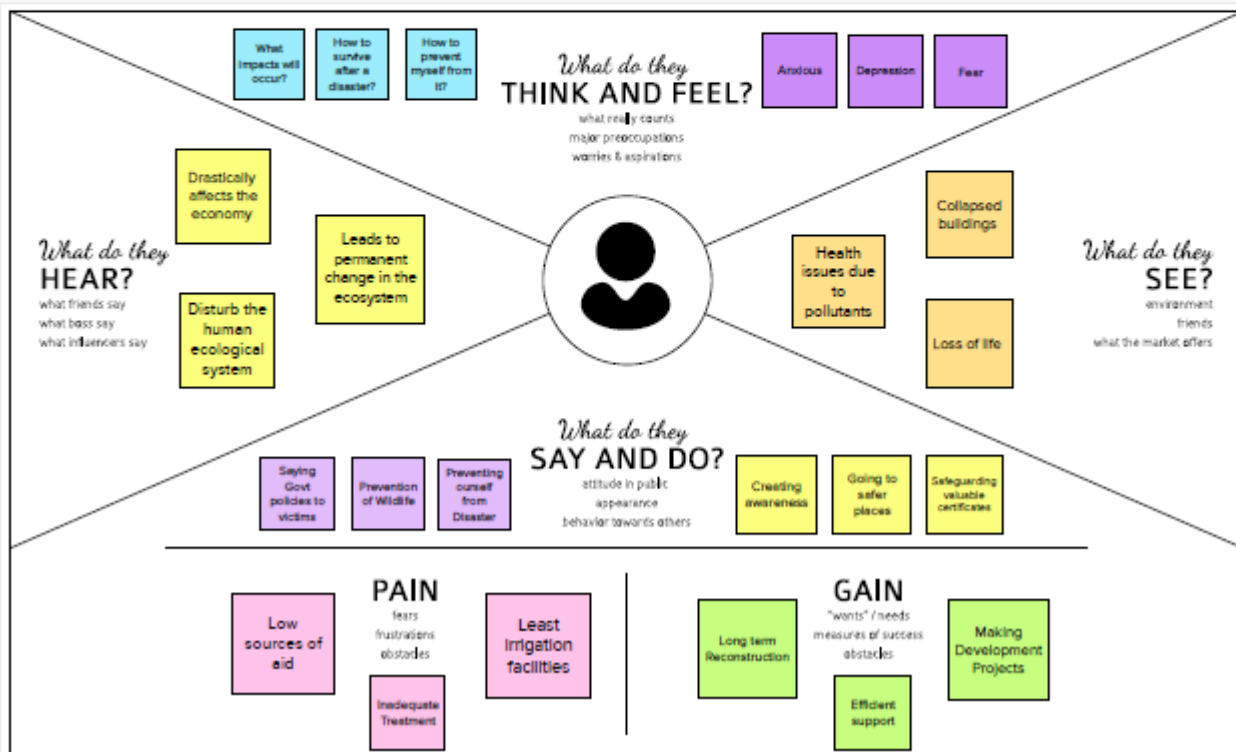 What
impacts will
occur?
How to
survive
after a
disaster?
How to
prevent
myself from
it?
What do they
THINK AND FEEL?
what really counts
major preoccupations
worries & aspirations
Anxious
Depression
Fear
What do they
HEAR?
what friends say
what boss say
what influencers say
Drastically
affects the
economy
Leads to
permanent
change in the
ecosystem
Disturb the
human
ecological
system
Health
issues due
to
pollutants
Collapsed
buildings
Loss of life
What do they
SEE?
environment
friends
what the market offers
What do they
SAY AND DO?
attitude in public
appearance
behavior towards others
Saying
Govt
policies to
victims
Prevention
of Wildlife
Preventing
ourself
from
Disaster
Creating
awareness
Going to
safer
places
Safeguarding
valuable
certificates
PAIN
fears
frustrations
obstacles
Low
sources of
aid
Inadequate
Treatment
Least
irrigation
facilities
GAIN
"wants" / needs
measures of success
obstacles
Long term
Reconstruction
Efficient
support
Making
Development
Projects